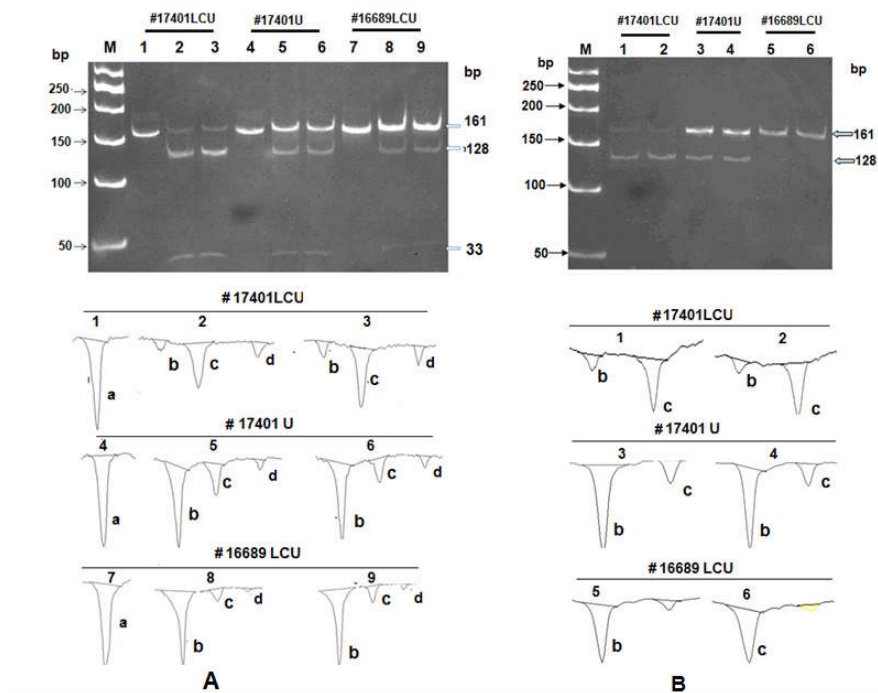 #17401LCU #17401U #16689LCU
bp M 1 2 3 4 5 6 7 8 9 bp
250
200
161
150
128
100
50
33
#17401LCU
1 2 3
a b c d b c d
#17401 U
4 5 6
a b c d b c d
#16689 LCU
7 8 9
a b c d b c d
A
#17401LCU #17401U #16689LCU
bp M 1 2 3 4 5 6 bp
250
200
150
161
128
100
50
#17401LCU
1 2
b c b c
#17401 U
3 4
b c b c
#16689 LCU
5 6
b c
B